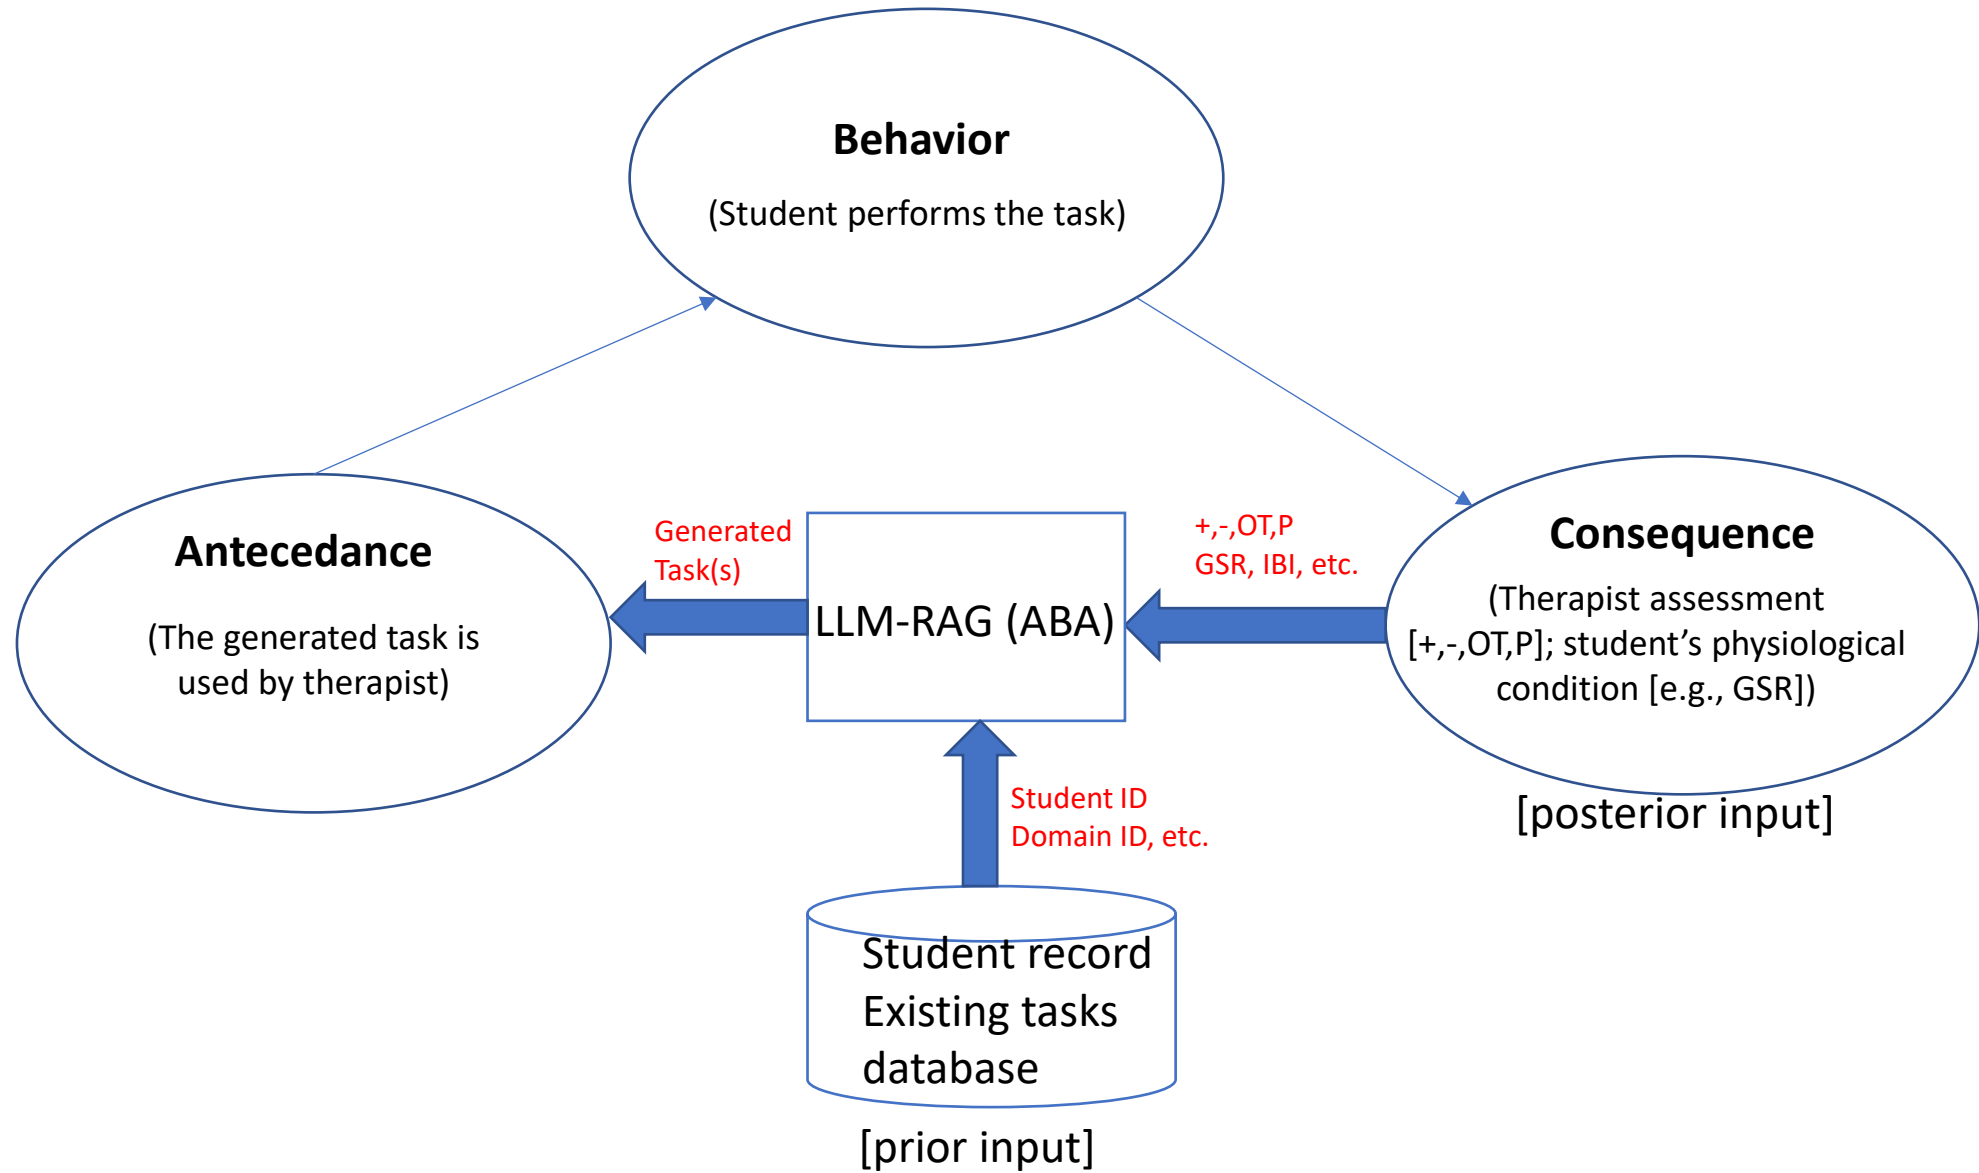 Behavior
(Student performs the task)
Antecedance
(The generated task is
used by therapist)
Generated
Task(s)
LLM-RAG (ABA)
+,-,OT,P
GSR, IBI, etc.
Consequence
(Therapist assessment
[+,-,OT,P]; student’s physiological
condition [e.g., GSR])
[posterior input]
Student ID
Domain ID, etc.
Student record
Existing tasks
database
[prior input]